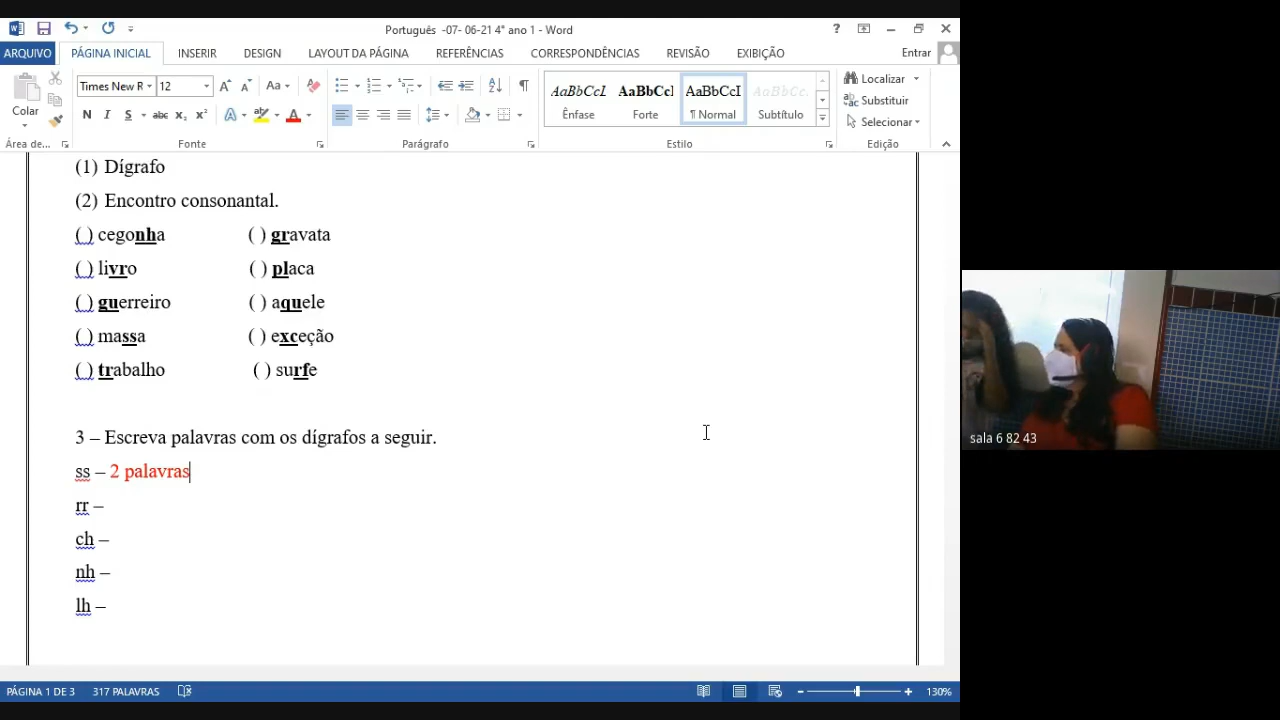 Português -07- 06-21 4° ano 1 - Word
ARQUIVO PÁGINA INICIAL INSERIR DESIGN LAYOUT DA PÁGINA REFERÊNCIAS CORRESPONDÊNCIAS REVISÃO EXIBIÇÃO Entrar
Colar
Times New R 12 Aa
N I S abc x₂ x² A A
AaBbCcI AaBbCcl AaBbCcI AaBbCc.
Ênfase Forte ¶ Normal Subtítulo
Localizar
Substituir
Selecionar
Área de... Fonte Parágrafo Estilo Edição
(1) Dígrafo
(2) Encontro consonantal.
( ) cegonha ( ) gravata
( ) livro ( ) placa
( ) guerreiro ( ) aquele
( ) massa ( ) exceção
( ) trabalho ( ) surfe
3 – Escreva palavras com os dígrafos a seguir.
ss – 2 palavras
rr –
ch –
nh –
lh –
sala 6 82 43
PÁGINA 1 DE 3 317 PALAVRAS 130%